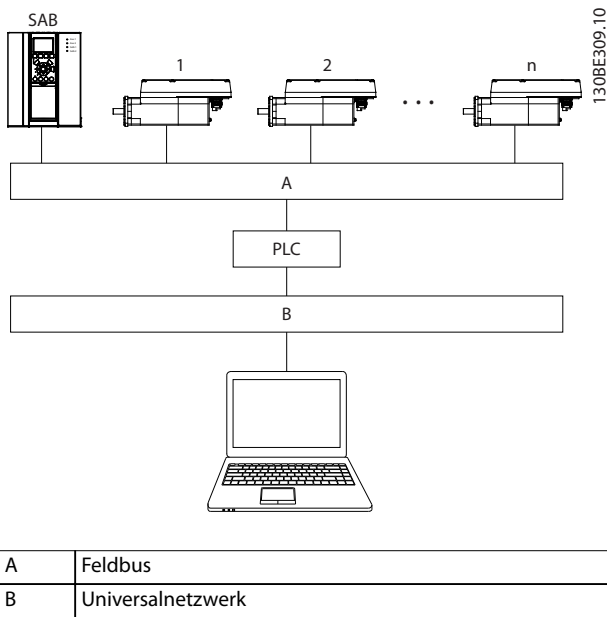 SAB
1
2
n
. . .
130BE309.10
A
PLC
B
A Feldbus
B Universalnetzwerk